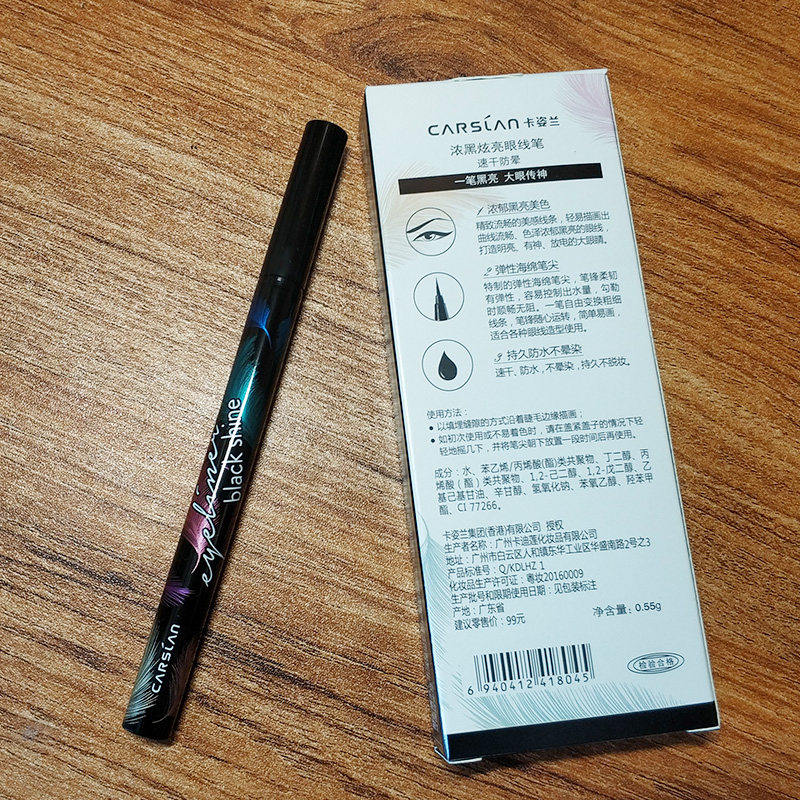 eyeliner
black shine
CARSLAN
CARSLAN 卡姿兰
浓黑炫亮眼线笔
速干防晕
一笔黑亮 大眼传神
1 浓郁黑亮美色
精致流畅的美感线条，轻易描画出
曲线流畅、色泽浓郁黑亮的眼线，
打造明亮、有神、放电的大眼睛。
2 弹性海绵笔尖
特制的弹性海绵笔尖，笔锋柔韧
有弹性，容易控制出水量，勾勒
时顺畅无阻。一笔自由变换粗细
线条，笔锋随心运转，简单易画，
适合各种眼线造型使用。
3 持久防水不晕染
速干、防水，不晕染，持久不脱妆。
使用方法：
● 以填埋缝隙的方式沿着睫毛边缘描画；
● 如初次使用或不易着色时，请在盖紧盖子的情况下轻
轻地摇几下，并将笔尖朝下放置一段时间后再使用。
成分：水、苯乙烯/丙烯酸(酯)类共聚物、丁二醇、丙
烯酸（酯）类共聚物、1,2-己二醇、1,2-戊二醇、乙
基己基甘油、辛甘醇、氢氧化钠、苯氧乙醇、羟苯甲
酯、CI 77266。
卡姿兰集团(香港)有限公司 授权
生产者名称：广州卡迪莲化妆品有限公司
地址：广州市白云区人和镇东华工业区华盛南路2号之3
产品标准号：Q/KDLHZ 1
化妆品生产许可证：粤妆20160009
生产批号和限期使用日期：见包装标注
产地：广东省
净含量：0.55g
建议零售价：99元
6 940412 418045
检验合格